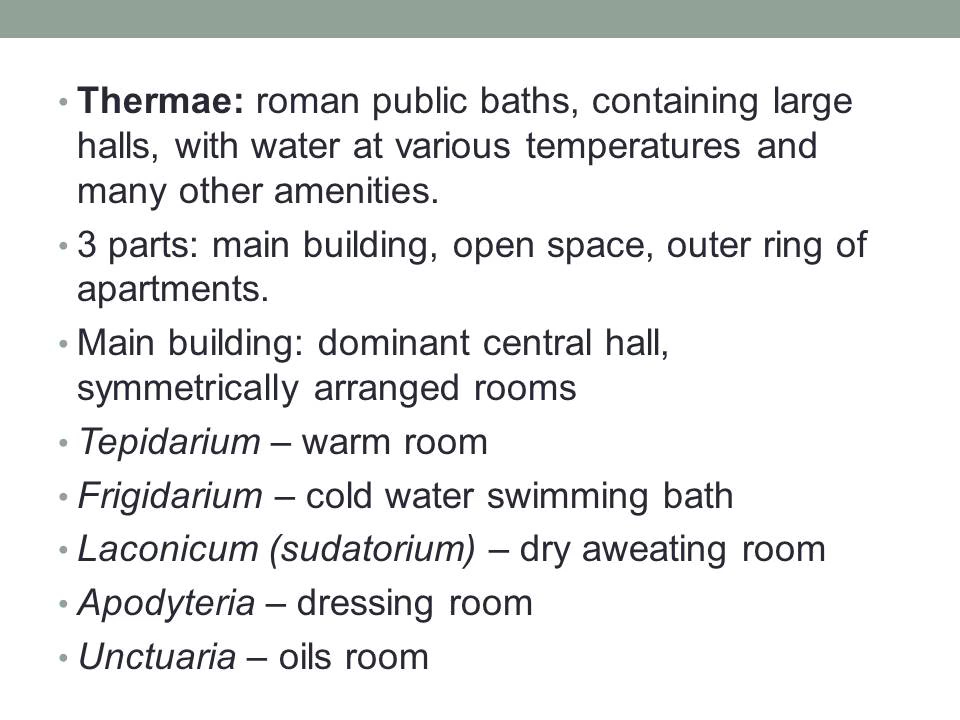 • Thermae: roman public baths, containing large
halls, with water at various temperatures and
many other amenities.
• 3 parts: main building, open space, outer ring of
apartments.
• Main building: dominant central hall,
symmetrically arranged rooms
• Tepidarium – warm room
• Frigidarium – cold water swimming bath
• Laconicum (sudatorium) – dry aweating room
• Apodyteria – dressing room
• Unctuaria – oils room